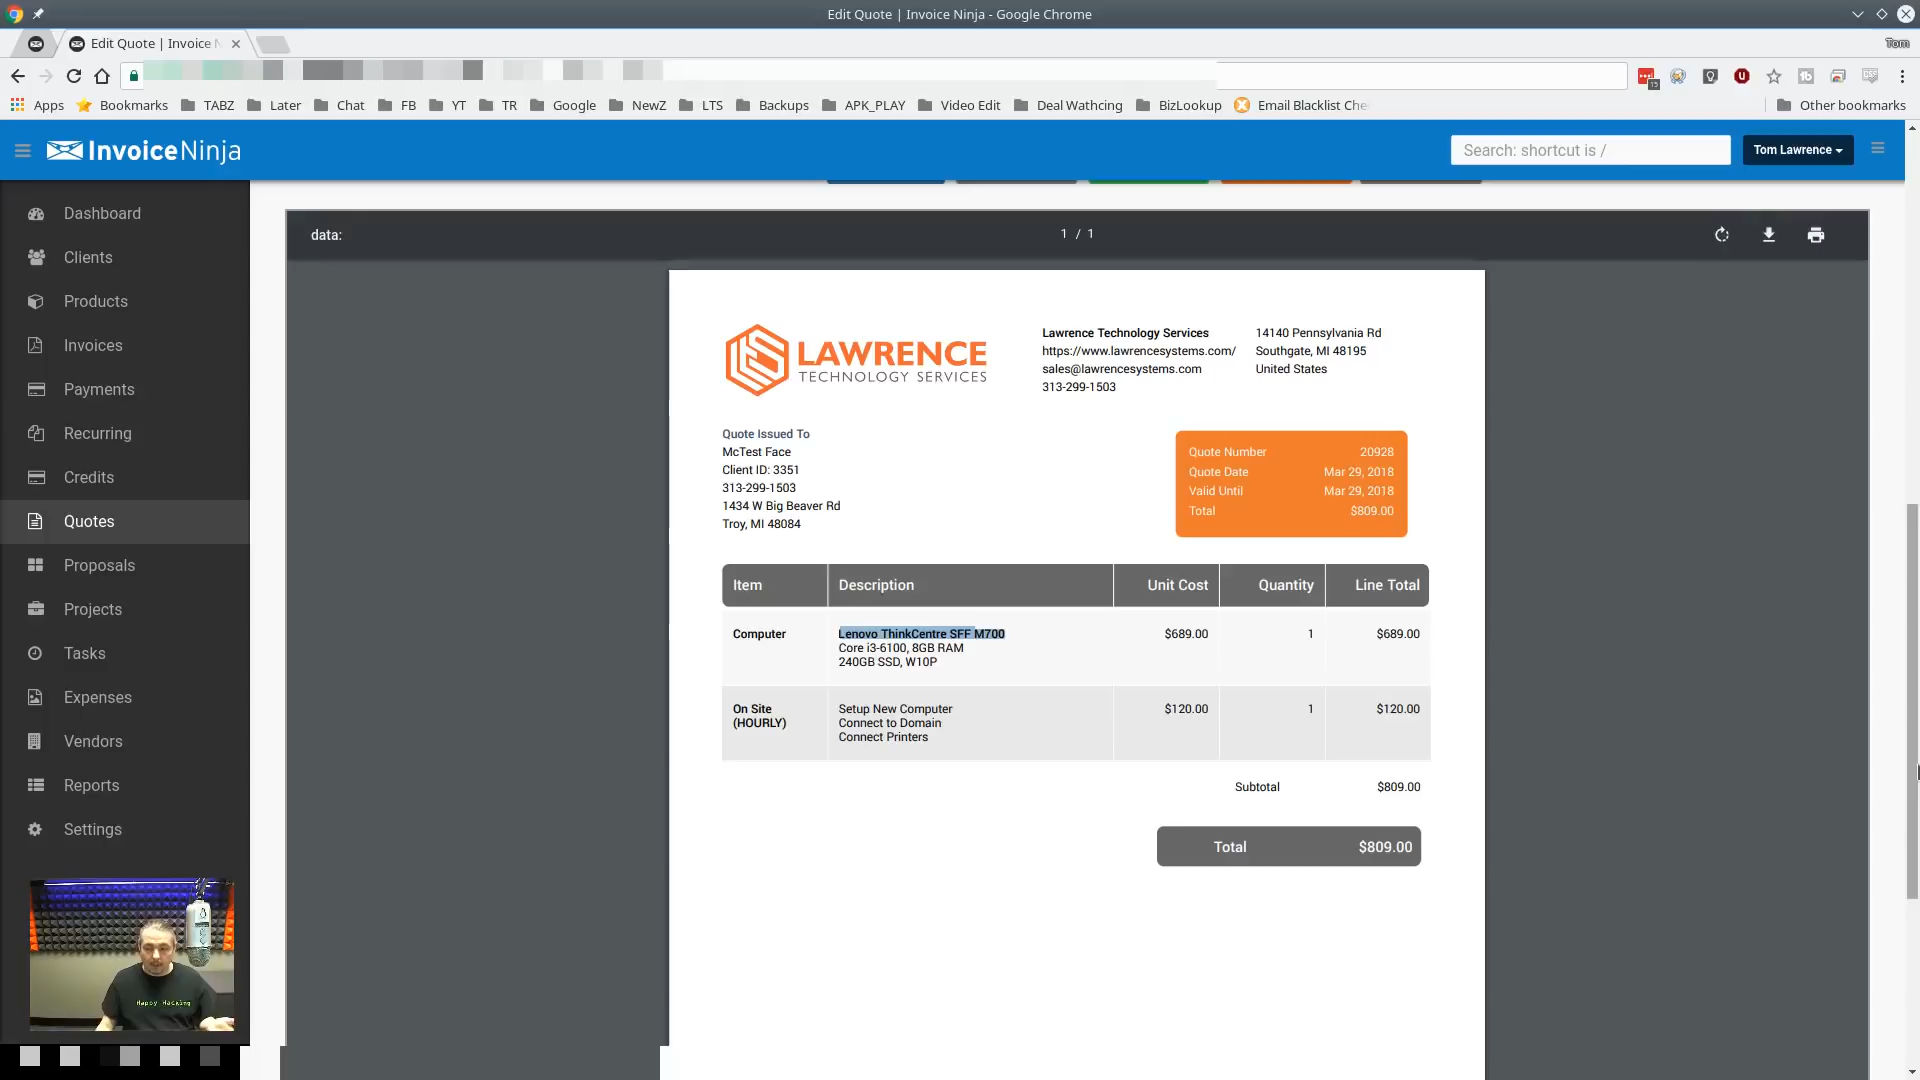 Edit Quote | Invoice Ninja - Google Chrome
Edit Quote | Invoice N
Tom
Apps Bookmarks TABZ Later Chat FB YT TR Google NewZ LTS Backups APK_PLAY Video Edit Deal Wathcing BizLookup Email Blacklist Che Other bookmarks
InvoiceNinja
Search: shortcut is /
Tom Lawrence
Dashboard
Clients
Products
Invoices
Payments
Recurring
Credits
Quotes
Proposals
Projects
Tasks
Expenses
Vendors
Reports
Settings
data:
1 / 1
LAWRENCE
TECHNOLOGY SERVICES
Lawrence Technology Services
https://www.lawrencesystems.com/
sales@lawrencesystems.com
313-299-1503
14140 Pennsylvania Rd
Southgate, MI 48195
United States
Quote Issued To
McTest Face
Client ID: 3351
313-299-1503
1434 W Big Beaver Rd
Troy, MI 48084
Quote Number 20928
Quote Date Mar 29, 2018
Valid Until Mar 29, 2018
Total $809.00
Item Description Unit Cost Quantity Line Total
Computer Lenovo ThinkCentre SFF M700 $689.00 1 $689.00
Core i3-6100, 8GB RAM
240GB SSD, W10P
On Site Setup New Computer $120.00 1 $120.00
(HOURLY) Connect to Domain
Connect Printers
Subtotal $809.00
Total $809.00
Happy Hacking